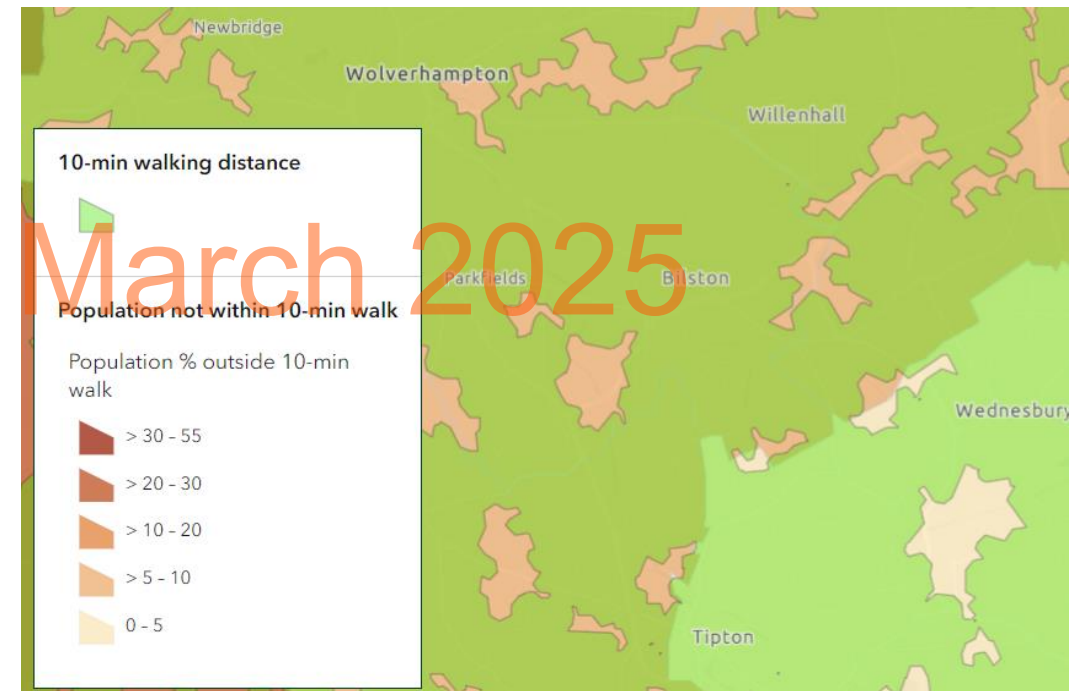 Newbridge
Wolverhampton
Willenhall
10-min walking distance
March 2025
Parkfields
Bilston
Population not within 10-min walk
Population % outside 10-min
walk
Wednesbury
> 30 - 55
> 20 - 30
> 10 - 20
> 5 - 10
0 - 5
Tipton